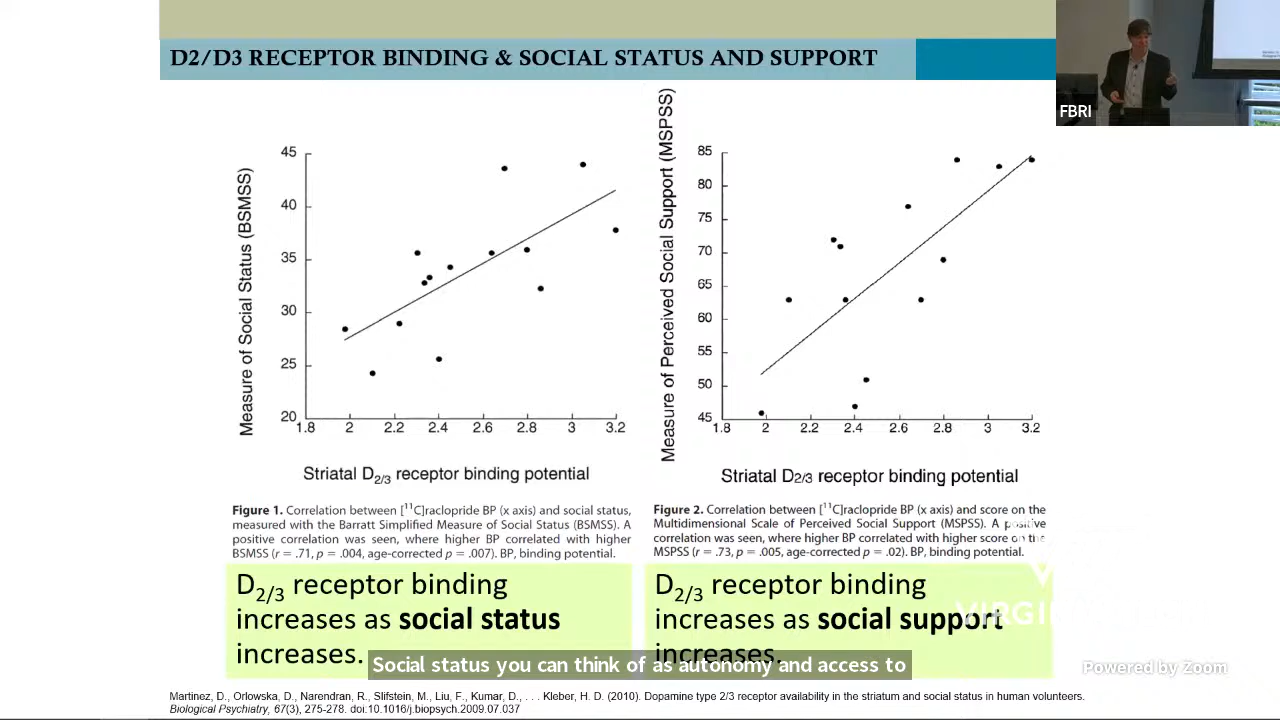 D2/D3 RECEPTOR BINDING & SOCIAL STATUS AND SUPPORT
FBRI
Measure of Social Status (BSMSS)
45
40
35
30
25
20
1.8 2 2.2 2.4 2.6 2.8 3 3.2
Striatal D2/3 receptor binding potential
Measure of Perceived Social Support (MSPSS)
85
80
75
70
65
60
55
50
45
1.8 2 2.4 2.6 2.8 3 3.2
Striatal D2/3 receptor binding potential
Figure 1. Correlation between [11C]raclopride BP (x axis) and social status,
measured with the Barratt Simplified Measure of Social Status (BSMSS). A
positive correlation was seen, where higher BP correlated with higher
BSMSS (r = .71, p = .004, age-corrected p = .007). BP, binding potential.
Figure 2. Correlation between [11C]raclopride BP (x axis) and score on the
Multidimensional Scale of Perceived Social Support (MSPSS). A positive
correlation was seen, where higher BP correlated with higher score on the
MSPSS (r = .73, p = .005, age-corrected p = .02). BP, binding potential.
D2/3 receptor binding
increases as social status
increases.
D2/3 receptor binding
increases as social support
increases.
Social status you can think of as autonomy and access to
Powered by Zoom
Martinez, D., Orlowska, D., Narendran, R., Slifstein, M., Liu, F., Kumar, D., . . . Kleber, H. D. (2010). Dopamine type 2/3 receptor availability in the striatum and social status in human volunteers.
Biological Psychiatry, 67(3), 275-278. doi:10.1016/j.biopsych.2009.07.037